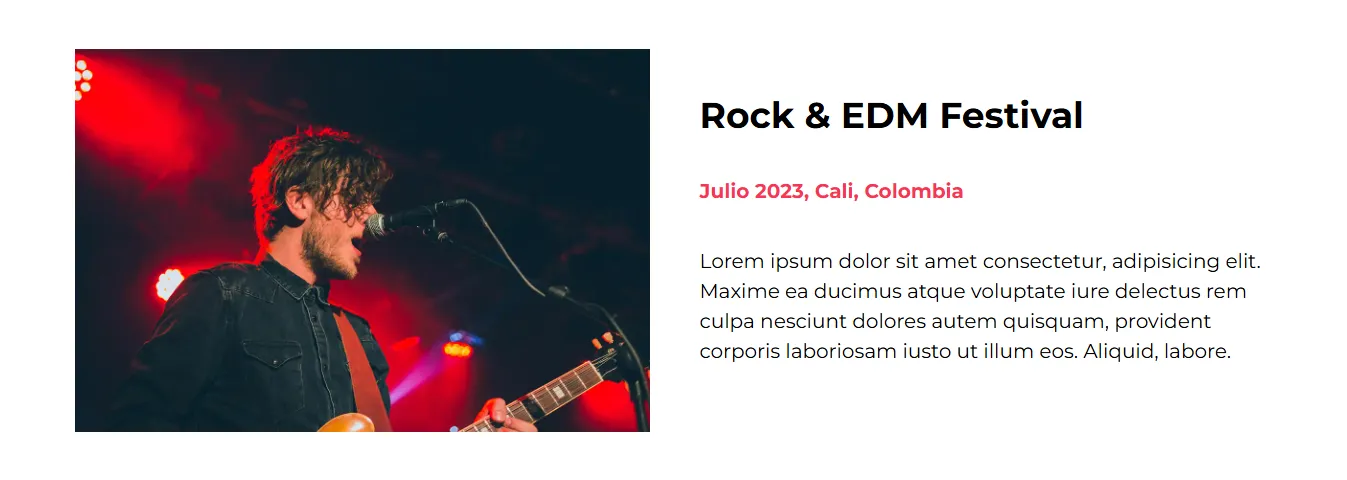 Rock & EDM Festival
Julio 2023, Cali, Colombia
Lorem ipsum dolor sit amet consectetur, adipisicing elit.
Maxime ea ducimus atque voluptate iure delectus rem
culpa nesciunt dolores autem quisquam, provident
corporis laboriosam iusto ut illum eos. Aliquid, labore.